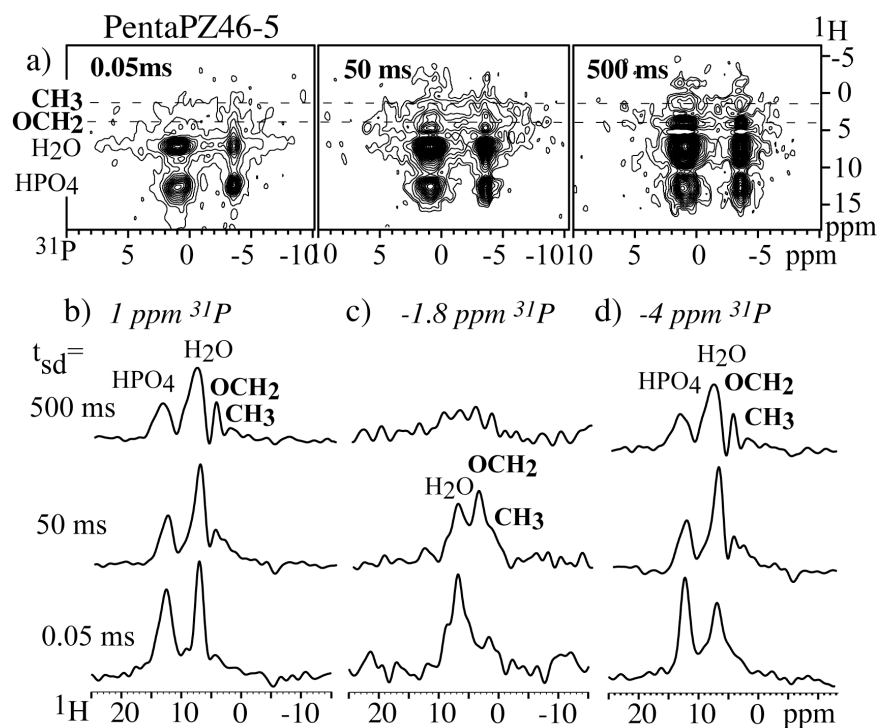 PentaPZ46-5
1H
a) 0.05ms 50 ms 500 ms
-5
CH3 0
OCH2
H2O 5
10
HPO4
15
ppm
31P 5 0 -5 -10 10 5 0 -5 -10 10 5 0 -5 ppm
b) 1 ppm 31P c) -1.8 ppm 31P d) -4 ppm 31P
tsd= H2O H2O
HPO4 OCH2 HPO4 OCH2
500 ms CH3 CH3
OCH2
H2O
50 ms CH3
0.05 ms
1H 20 10 0 -10 20 10 0 -10 20 10 0 ppm